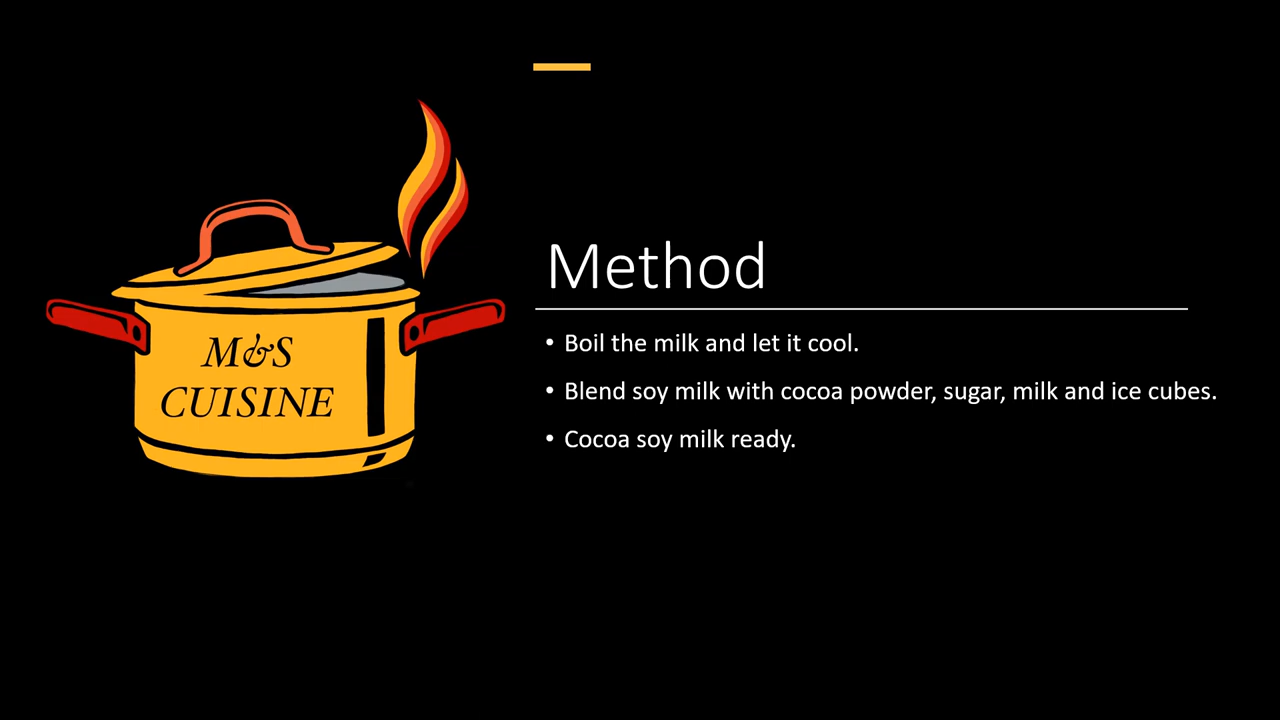 M&S
CUISINE
Method
• Boil the milk and let it cool.
• Blend soy milk with cocoa powder, sugar, milk and ice cubes.
• Cocoa soy milk ready.